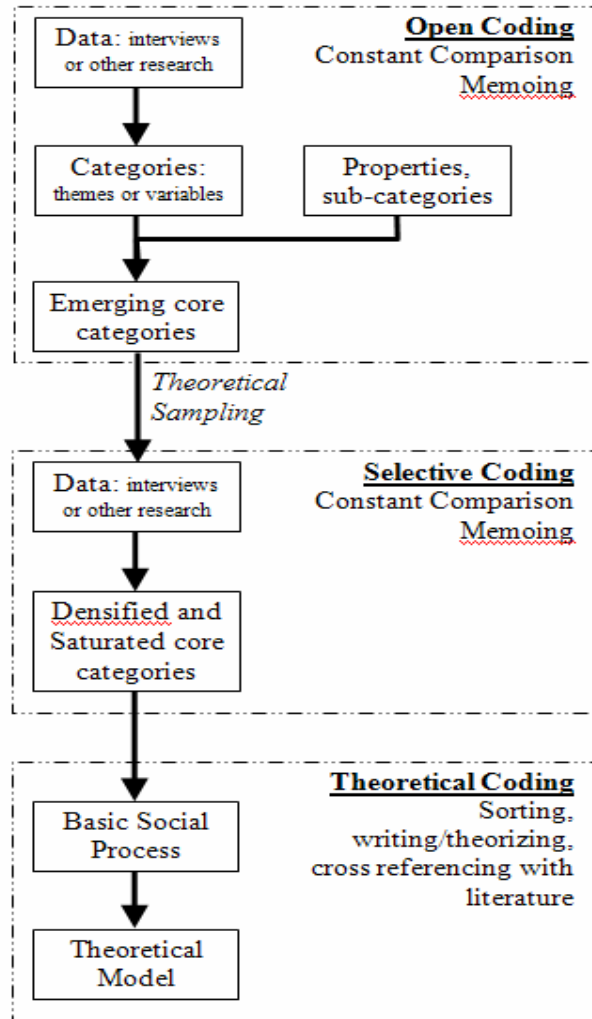 Data: interviews
or other research
Open Coding
Constant Comparison
Memoing
Categories:
themes or variables
Properties,
sub-categories
Emerging core
categories
Theoretical
Sampling
Data: interviews
or other research
Selective Coding
Constant Comparison
Memoing
Densified and
Saturated core
categories
Theoretical Coding
Sorting,
writing/theorizing,
cross referencing with
literature
Basic Social
Process
Theoretical
Model